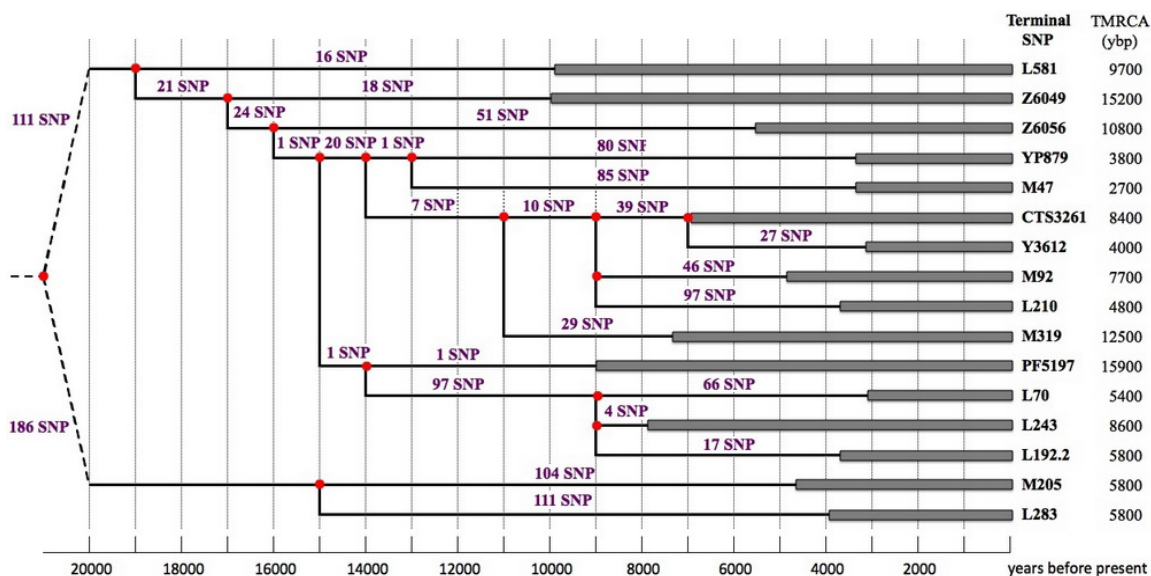 Terminal TMRCA
SNP (ybp)
16 SNP
L581 9700
21 SNP 18 SNP
Z6049 15200
111 SNP 24 SNP 51 SNP
Z6056 10800
1 SNP 20 SNP 1 SNP 80 SNP
YP879 3800
85 SNP
M47 2700
7 SNP 10 SNP 39 SNP
CTS3261 8400
27 SNP
Y3612 4000
46 SNP
M92 7700
97 SNP
L210 4800
29 SNP
M319 12500
1 SNP 1 SNP
PF5197 15900
97 SNP 66 SNP
L70 5400
4 SNP
186 SNP L243 8600
17 SNP
L192.2 5800
104 SNP
M205 5800
111 SNP
L283 5800
20000 18000 16000 14000 12000 10000 8000 6000 4000 2000 years before present